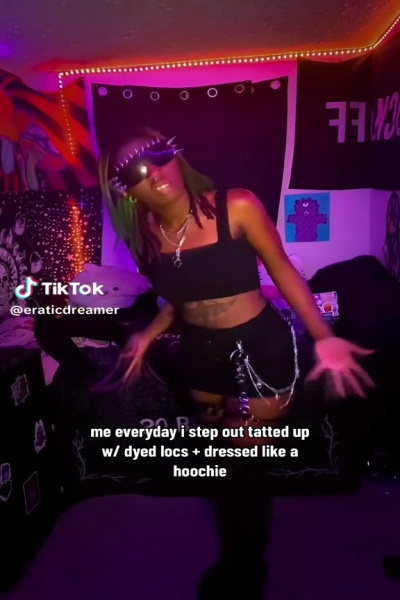 TikTok
@eraticdreamer
me everyday i step out tatted up
w/ dyed locs + dressed like a
hoochie